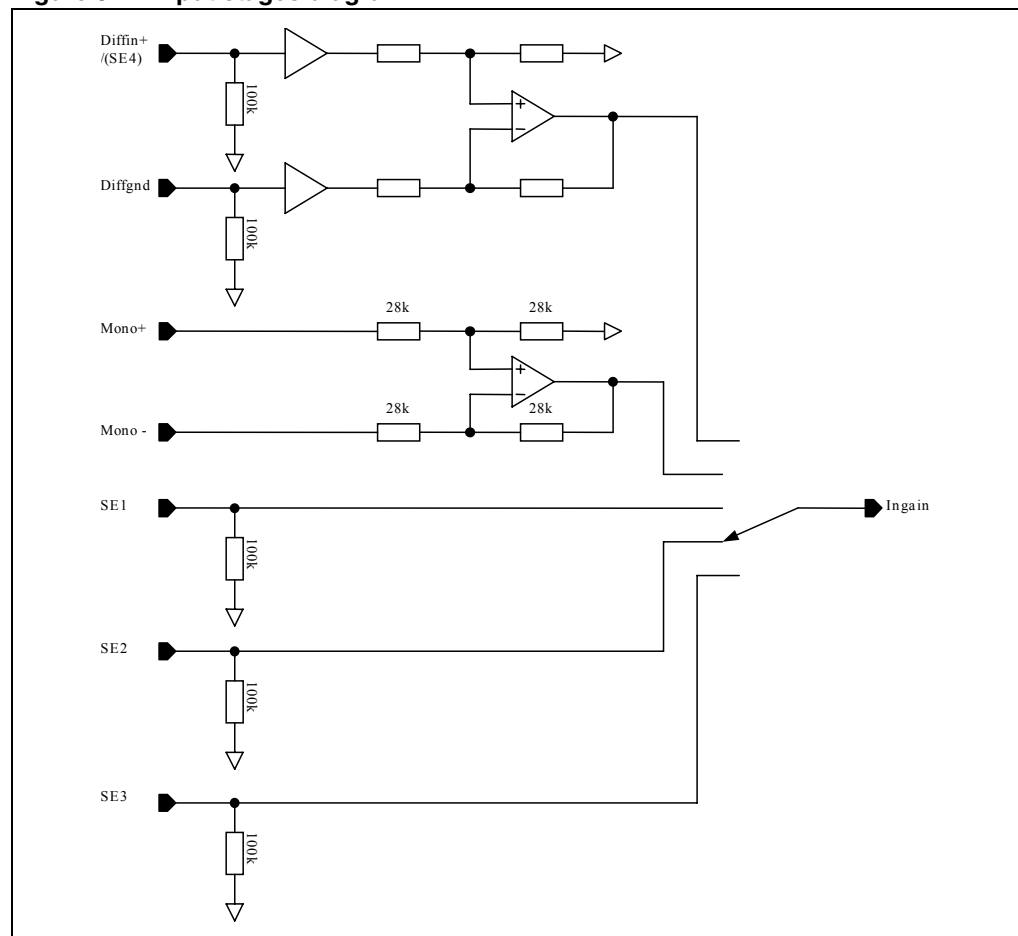 Diffin+
/(SE4)
100k
+
−
Diffgnd
100k
28k
28k
Mono+
+
−
28k
28k
Mono -
SE1
Ingain
100k
SE2
100k
SE3
100k